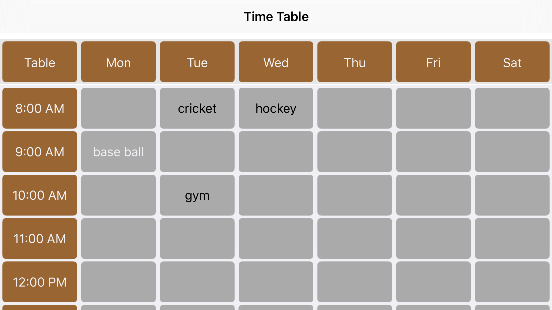 Time Table
Table Mon Tue Wed Thu Fri Sat
8:00 AM cricket hockey
9:00 AM base ball
10:00 AM gym
11:00 AM
12:00 PM